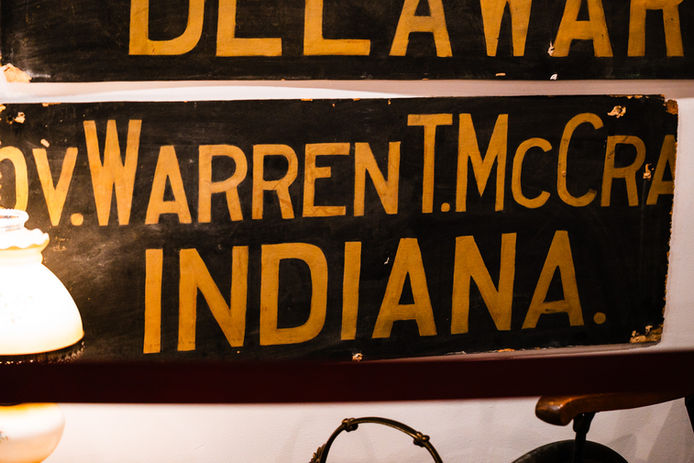 DELAWAR
ov. WARREN T. McCRA
INDIANA.